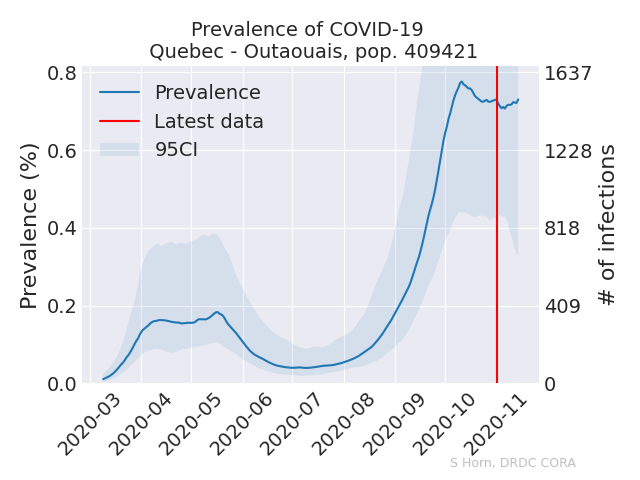 Prevalence of COVID-19
Quebec - Outaouais, pop. 409421
Prevalence
Latest data
95CI
Prevalence (%)
0.8
0.6
0.4
0.2
0.0
1637
1228
818
409
0
# of infections
2020-03
2020-04
2020-05
2020-06
2020-07
2020-08
2020-09
2020-10
2020-11
S Horn, DRDC CORA